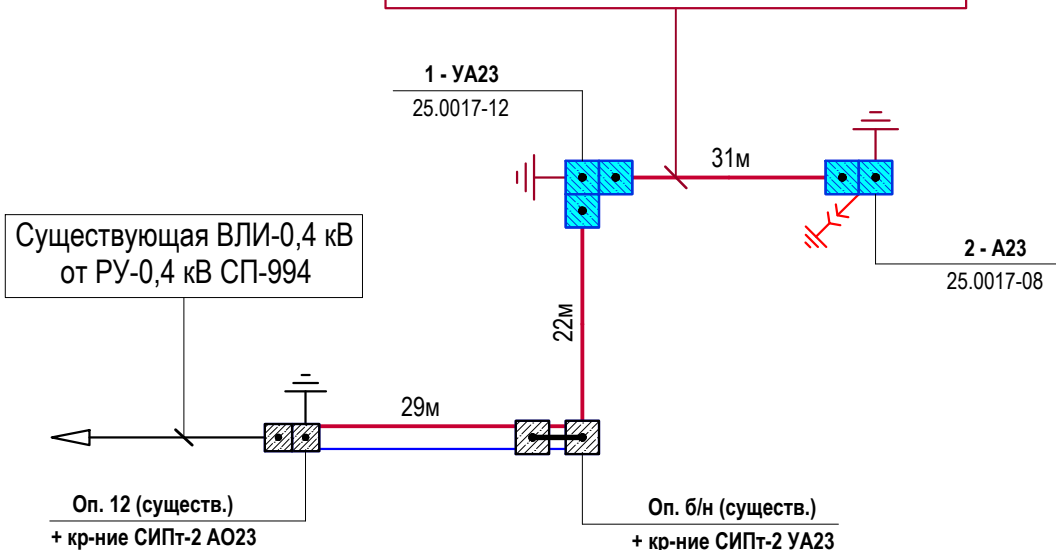 1 - УА23
25.0017-12
31м
Существующая ВЛИ-0,4 кВ
от РУ-0,4 кВ СП-994
2 - А23
25.0017-08
22м
29м
Оп. 12 (существ.)
+ кр-ние СИПт-2 АО23
Оп. б/н (существ.)
+ кр-ние СИПт-2 УА23